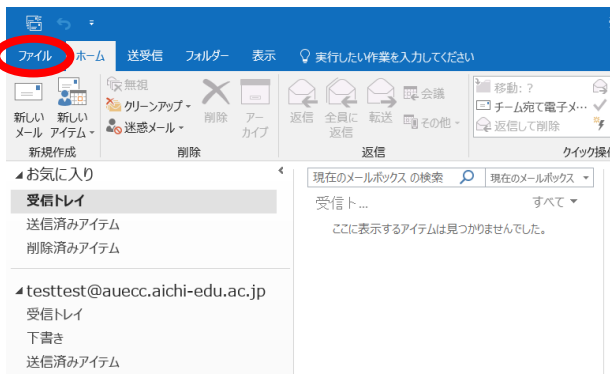 ファイル ホーム 送受信 フォルダー 表示 実行したい作業を入力してください
新しい メール
新しい アイテム
新規作成
無視
クリーンアップ
迷惑メール
削除
アーカイブ
削除
返信
全員に 返信
転送
会議
その他
返信
移動: ?
チーム宛て電子メ…
返信して削除
クイック操
お気に入り
受信トレイ
送信済みアイテム
削除済みアイテム
testtest@auecc.aichi-edu.ac.jp
受信トレイ
下書き
送信済みアイテム
現在のメールボックス の検索 現在のメールボックス
受信ト... すべて
ここに表示するアイテムは見つかりませんでした。